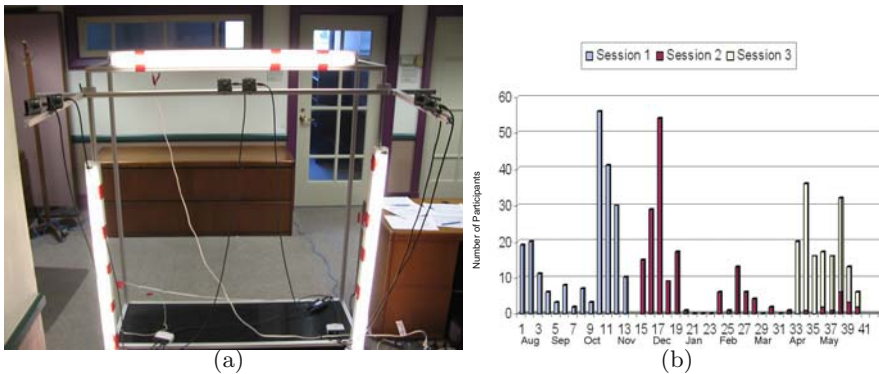 Session 1 Session 2 Session 3
Number of Participants
60
50
40
30
20
10
0
1 3 5 7 9 11 13 15 17 19 21 23 25 27 29 31 33 35 37 39 41
Aug Sep Oct Nov Dec Jan Feb Mar Apr May
(a) (b)